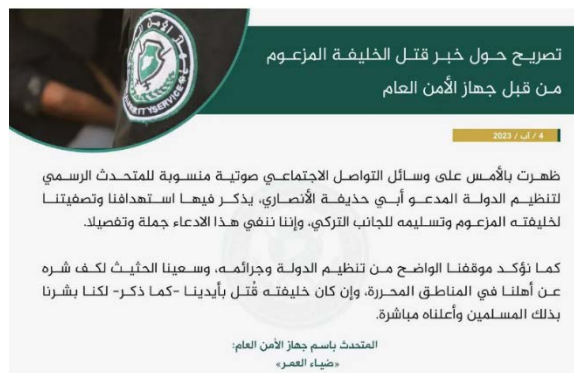 تصريح حول خبر قتل الخليفة المزعوم
من قبل جهاز الأمن العام
4 / آب / 2023
ظهرت بالأمس على وسائل التواصل الاجتماعي صوتية منسوبة للمتحدث الرسمي
لتنظيم الدولة المدعو أبي حذيفة الأنصاري، يذكر فيها استهدافنا وتصفيتنا
لخليفته المزعوم وتسليمه للجانب التركي، وإننا ننفي هذا الادعاء جملة وتفصيلا.
كما نؤكد موقفنا الواضح من تنظيم الدولة وجرائمه، وسعينا الحثيث لكف شره
عن أهلنا في المناطق المحررة، وإن كان خليفته قُتل بأيدينا -كما ذكر- لكنا بشرنا
بذلك المسلمين وأعلناه مباشرة.
المتحدث باسم جهاز الأمن العام:
«ضياء العمر»